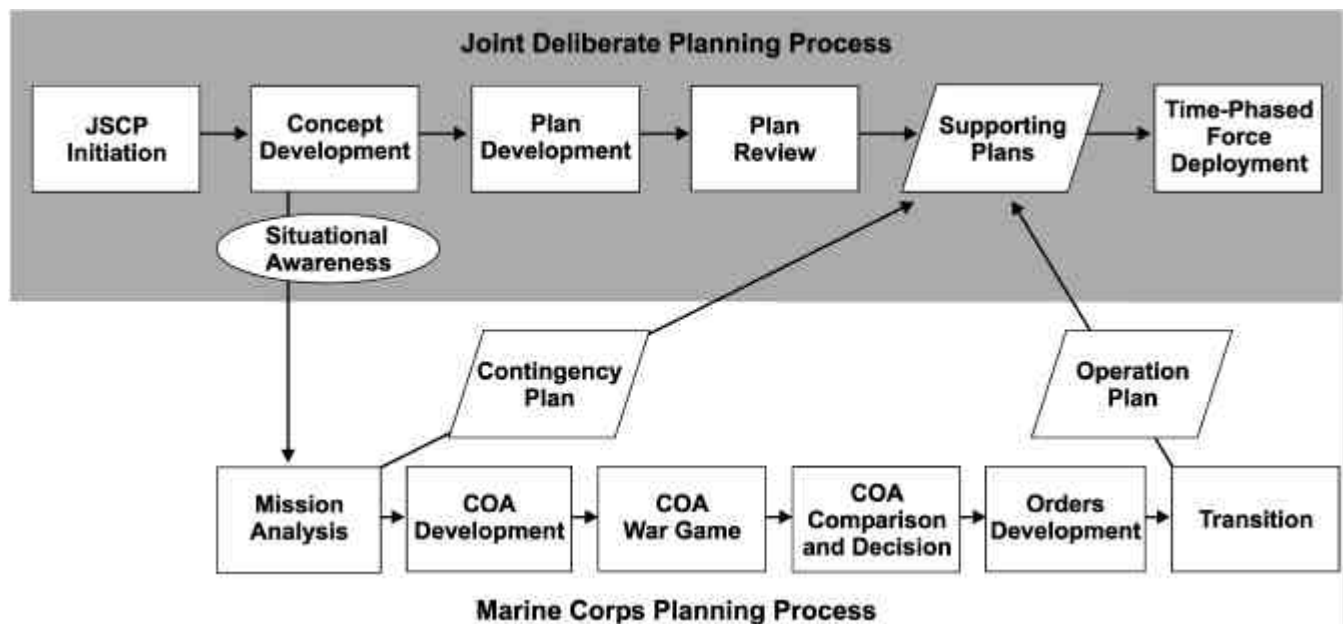 Joint Deliberate Planning Process
JSCP
Initiation
Concept
Development
Plan
Development
Plan
Review
Supporting
Plans
Time-Phased
Force
Deployment
Situational
Awareness
Contingency
Plan
Operation
Plan
Mission
Analysis
COA
Development
COA
War Game
COA
Comparison
and Decision
Orders
Development
Transition
Marine Corps Planning Process